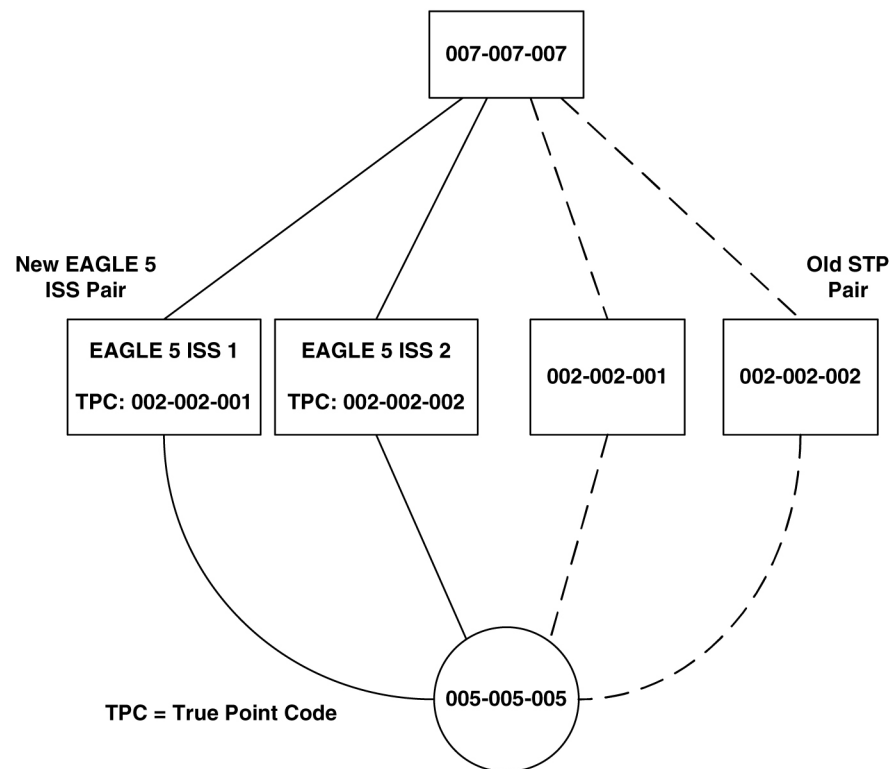 007-007-007
New EAGLE 5
ISS Pair
Old STP
Pair
EAGLE 5 ISS 1
TPC: 002-002-001
EAGLE 5 ISS 2
TPC: 002-002-002
002-002-001
002-002-002
005-005-005
TPC = True Point Code